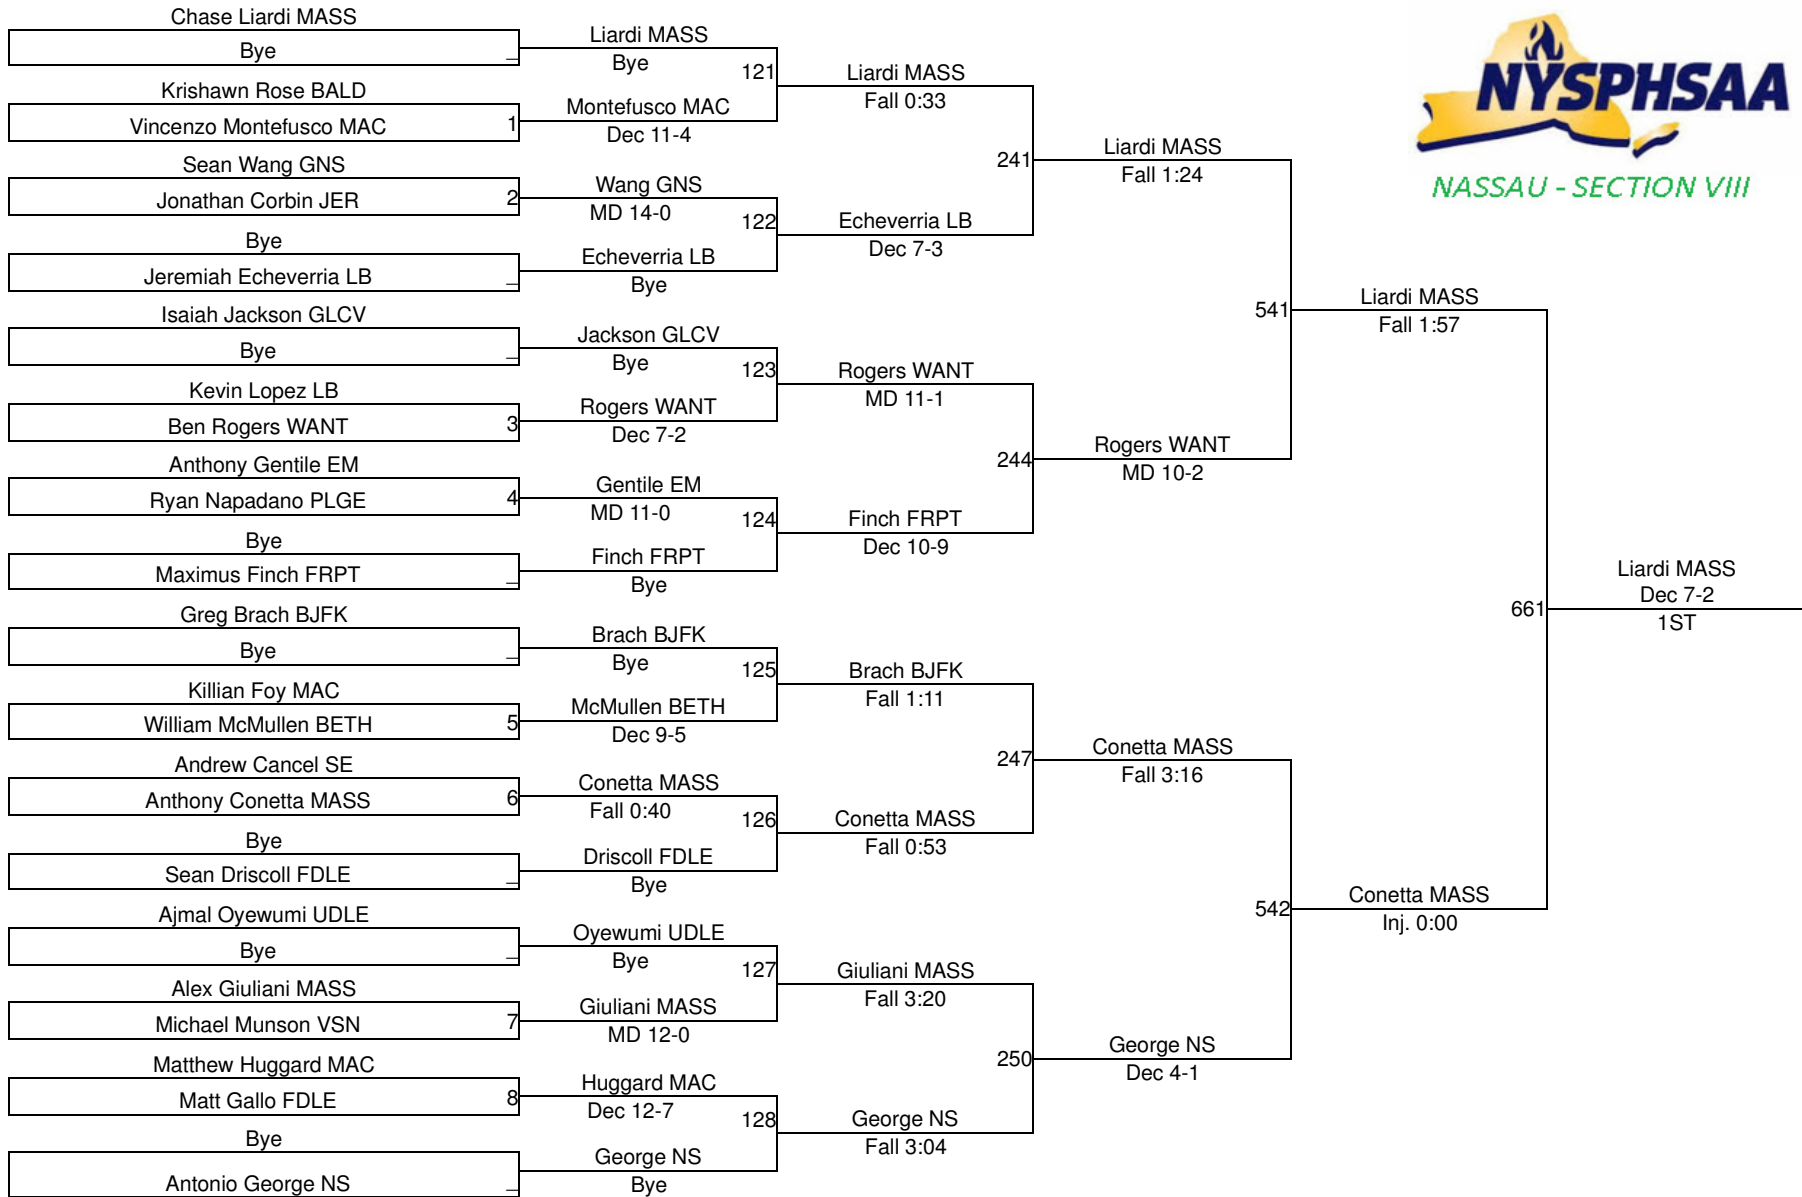 Chase Liardi MASS
Bye _
Krishawn Rose BALD
Vincenzo Montefusco MAC 1
Sean Wang GNS
Jonathan Corbin JER 2
Bye
Jeremiah Echeverria LB _
Isaiah Jackson GLCV
Bye _
Kevin Lopez LB
Ben Rogers WANT 3
Anthony Gentile EM
Ryan Napadano PLGE 4
Bye
Maximus Finch FRPT _
Greg Brach BJFK
Bye _
Killian Foy MAC
William McMullen BETH 5
Andrew Cancel SE
Anthony Conetta MASS 6
Bye
Sean Driscoll FDLE _
Ajmal Oyewumi UDLE
Bye _
Alex Giuliani MASS
Michael Munson VSN 7
Matthew Huggard MAC
Matt Gallo FDLE 8
Bye
Antonio George NS _
Liardi MASS
Bye
121
Montefusco MAC
Dec 11-4
Wang GNS
MD 14-0
122
Echeverria LB
Bye
Jackson GLCV
Bye
123
Rogers WANT
Dec 7-2
Gentile EM
MD 11-0
124
Finch FRPT
Bye
Brach BJFK
Bye
125
McMullen BETH
Dec 9-5
Conetta MASS
Fall 0:40
126
Driscoll FDLE
Bye
Oyewumi UDLE
Bye
127
Giuliani MASS
MD 12-0
Huggard MAC
Dec 12-7
128
George NS
Bye
Liardi MASS
Fall 0:33
241
Echeverria LB
Dec 7-3
Rogers WANT
MD 11-1
244
Finch FRPT
Dec 10-9
Brach BJFK
Fall 1:11
247
Conetta MASS
Fall 0:53
Giuliani MASS
Fall 3:20
250
George NS
Fall 3:04
Liardi MASS
Fall 1:24
541
Rogers WANT
MD 10-2
Conetta MASS
Fall 3:16
542
George NS
Dec 4-1
Liardi MASS
Fall 1:57
661
Conetta MASS
Inj. 0:00
Liardi MASS
Dec 7-2
1ST
NYSPHSAA
NASSAU - SECTION VIII